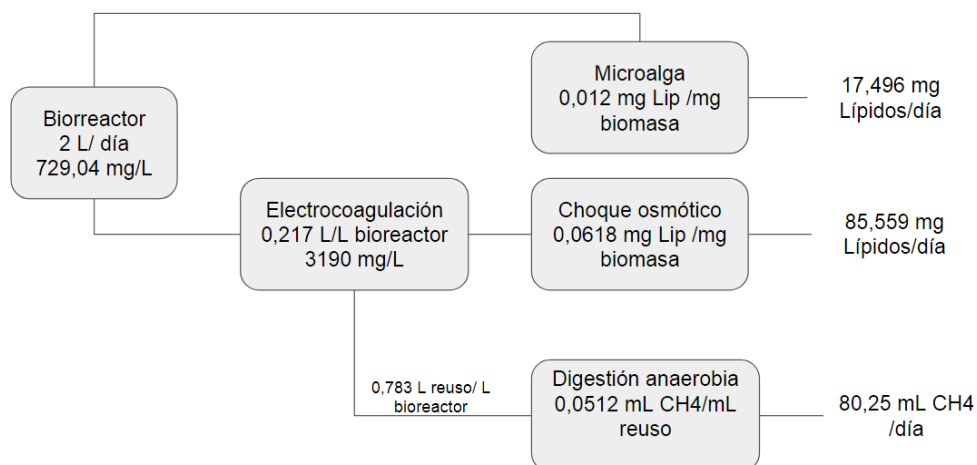 Biorreactor
2 L/ día
729,04 mg/L
Microalga
0,012 mg Lip /mg
biomasa
17,496 mg
Lípidos/día
Electrocoagulación
0,217 L/L bioreactor
3190 mg/L
Choque osmótico
0,0618 mg Lip /mg
biomasa
85,559 mg
Lípidos/día
0,783 L reuso/ L
bioreactor
Digestión anaerobia
0,0512 mL CH4/mL
reuso
80,25 mL CH4
/día